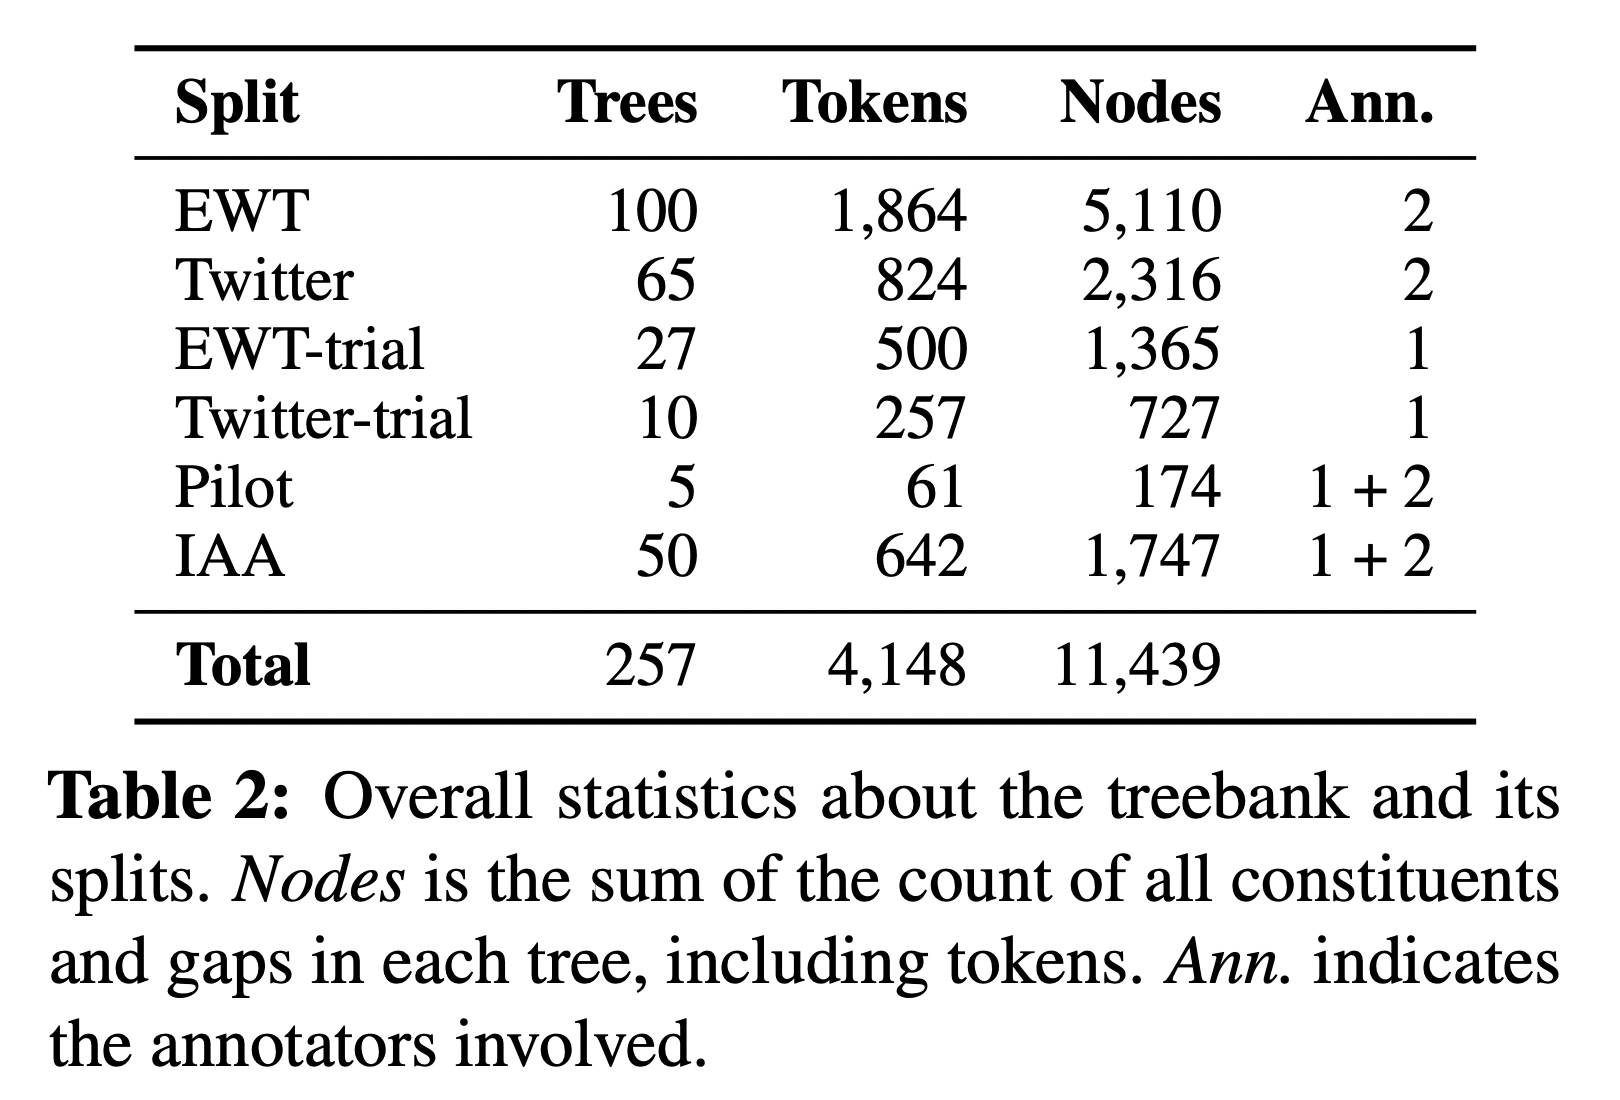 Split Trees Tokens Nodes Ann.
EWT 100 1,864 5,110 2
Twitter 65 824 2,316 2
EWT-trial 27 500 1,365 1
Twitter-trial 10 257 727 1
Pilot 5 61 174 1 + 2
IAA 50 642 1,747 1 + 2
Total 257 4,148 11,439
Table 2: Overall statistics about the treebank and its
splits. Nodes is the sum of the count of all constituents
and gaps in each tree, including tokens. Ann. indicates
the annotators involved.